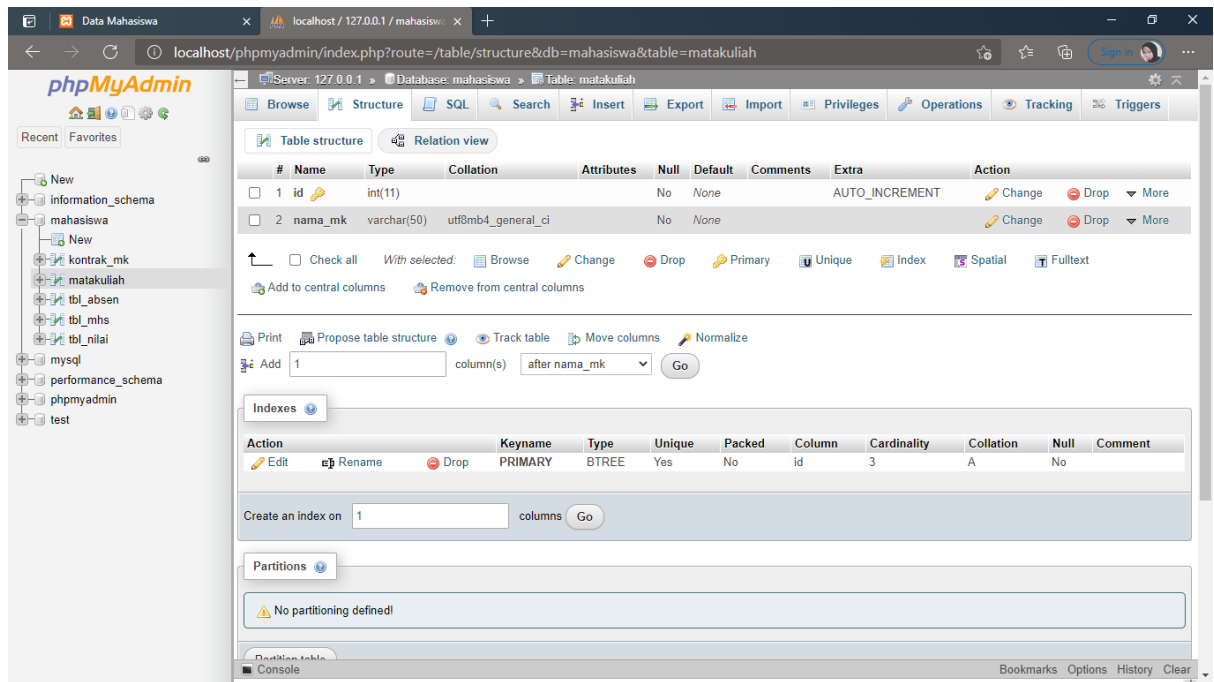 Data Mahasiswa
localhost / 127.0.0.1 / mahasiswa
localhost/phpmyadmin/index.php?route=/table/structure&db=mahasiswa&table=matakuliah
Sign in
phpMyAdmin
Recent Favorites
New
information_schema
mahasiswa
New
kontrak_mk
matakuliah
tbl_absen
tbl_mhs
tbl_nilai
mysql
performance_schema
phpmyadmin
test
Server: 127.0.0.1 » Database: mahasiswa » Table: matakuliah
Browse Structure SQL Search Insert Export Import Privileges Operations Tracking Triggers
Table structure Relation view
# Name Type Collation Attributes Null Default Comments Extra Action
1 id int(11) No None AUTO_INCREMENT Change Drop More
2 nama_mk varchar(50) utf8mb4_general_ci No None Change Drop More
Check all With selected: Browse Change Drop Primary Unique Index Spatial Fulltext
Add to central columns Remove from central columns
Print Propose table structure Track table Move columns Normalize
Add 1 column(s) after nama_mk Go
Indexes
Action Keyname Type Unique Packed Column Cardinality Collation Null Comment
Edit Rename Drop PRIMARY BTREE Yes No id 3 A No
Create an index on 1 columns Go
Partitions
No partitioning defined!
Partition table
Console Bookmarks Options History Clear